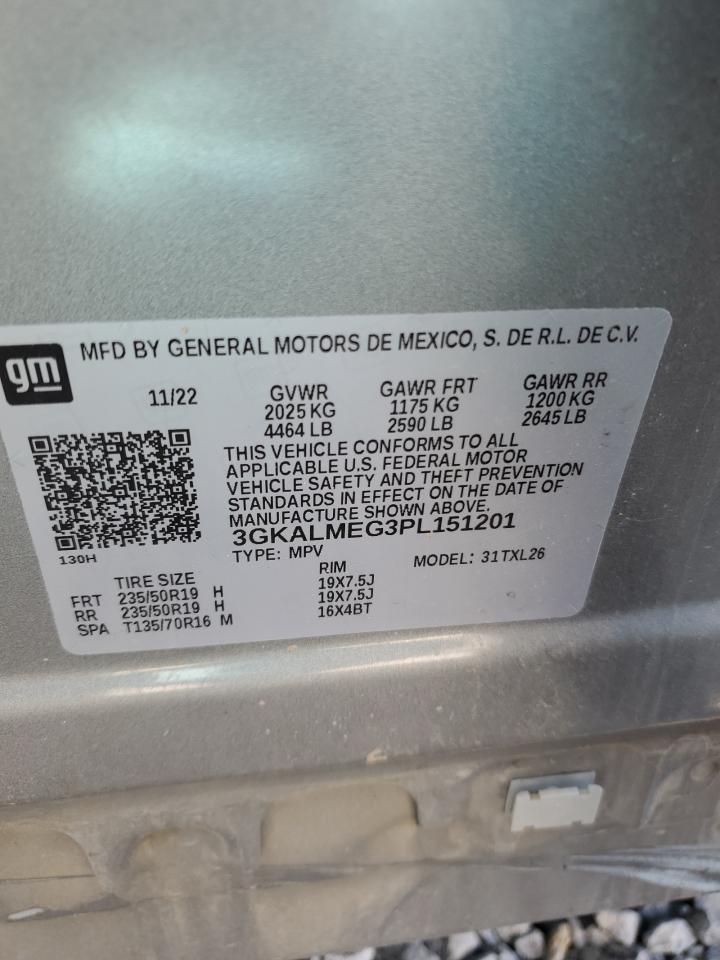 gm
MFD BY GENERAL MOTORS DE MEXICO, S. DE R.L. DE C.V.
11/22 GVWR GAWR FRT GAWR RR
2025 KG 1175 KG 1200 KG
4464 LB 2590 LB 2645 LB
THIS VEHICLE CONFORMS TO ALL
APPLICABLE U.S. FEDERAL MOTOR
VEHICLE SAFETY AND THEFT PREVENTION
STANDARDS IN EFFECT ON THE DATE OF
MANUFACTURE SHOWN ABOVE.
3GKALMEG3PL151201
130H
TYPE: MPV MODEL: 31TXL26
TIRE SIZE RIM
FRT 235/50R19 H 19X7.5J
RR 235/50R19 H 19X7.5J
SPA T135/70R16 M 16X4BT